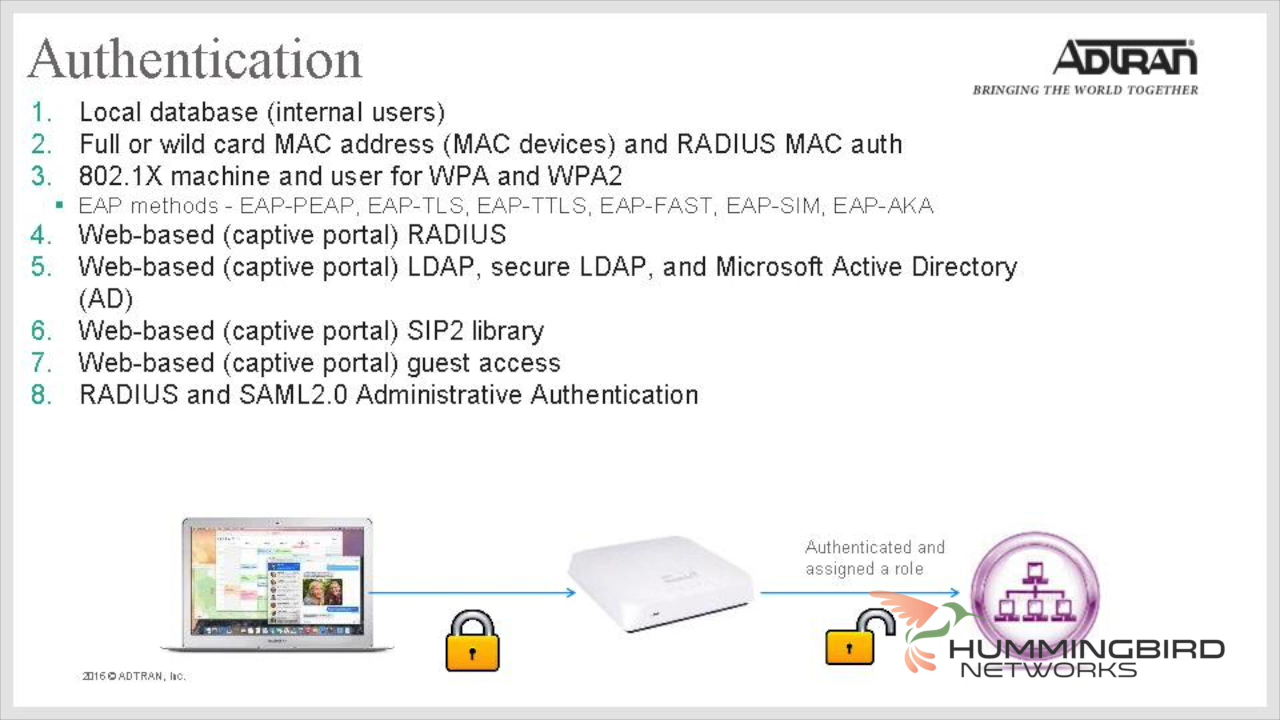 Authentication
ADTRAN
BRINGING THE WORLD TOGETHER
1. Local database (internal users)
2. Full or wild card MAC address (MAC devices) and RADIUS MAC auth
3. 802.1X machine and user for WPA and WPA2
▪ EAP methods - EAP-PEAP, EAP-TLS, EAP-TTLS, EAP-FAST, EAP-SIM, EAP-AKA
4. Web-based (captive portal) RADIUS
5. Web-based (captive portal) LDAP, secure LDAP, and Microsoft Active Directory
(AD)
6. Web-based (captive portal) SIP2 library
7. Web-based (captive portal) guest access
8. RADIUS and SAML2.0 Administrative Authentication
Authenticated and
assigned a role
HUMMINGBIRD
NETWORKS
2016 © ADTRAN, Inc.